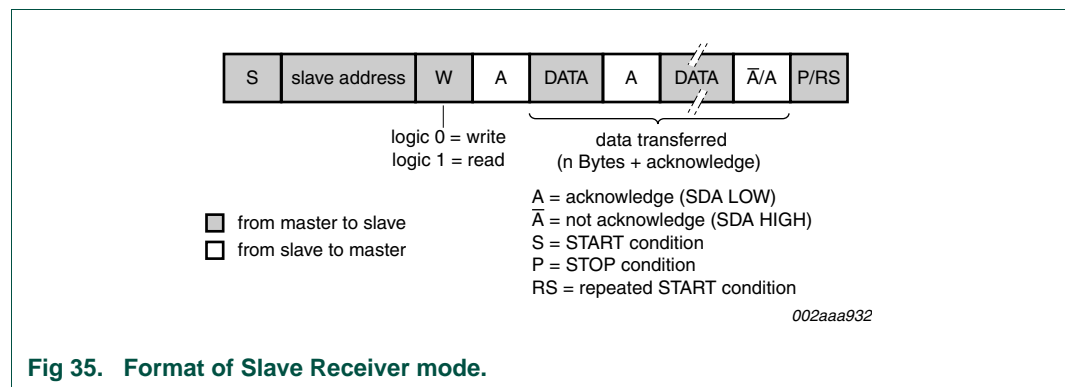 S slave address W A DATA A DATA A̅/A P/RS
logic 0 = write
logic 1 = read
data transferred
(n Bytes + acknowledge)
A = acknowledge (SDA LOW)
A̅ = not acknowledge (SDA HIGH)
S = START condition
P = STOP condition
RS = repeated START condition
from master to slave
from slave to master
002aaa932
Fig 35. Format of Slave Receiver mode.